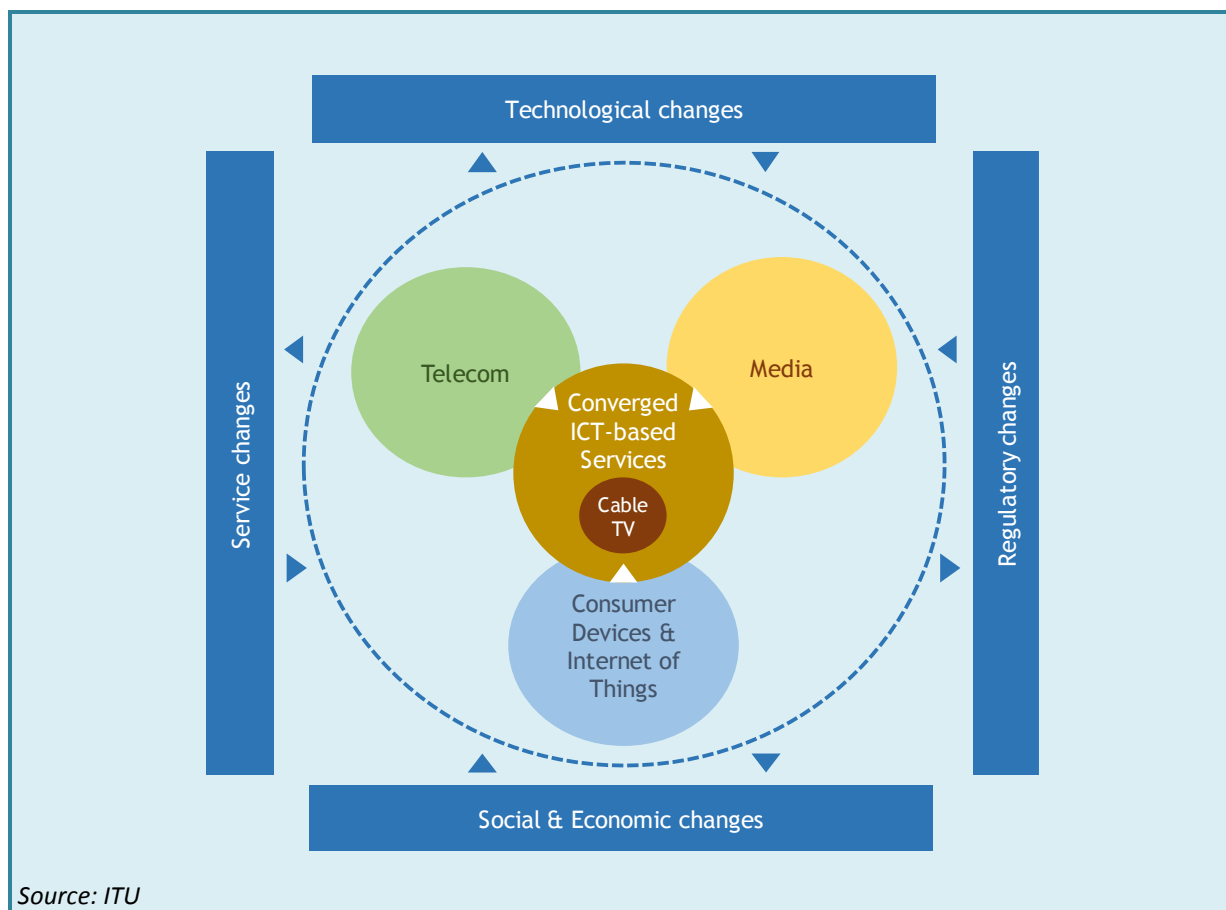 Technological changes
Service changes
Regulatory changes
Telecom
Media
Converged
ICT-based
Services
Cable
TV
Consumer
Devices &
Internet of
Things
Social & Economic changes
Source: ITU